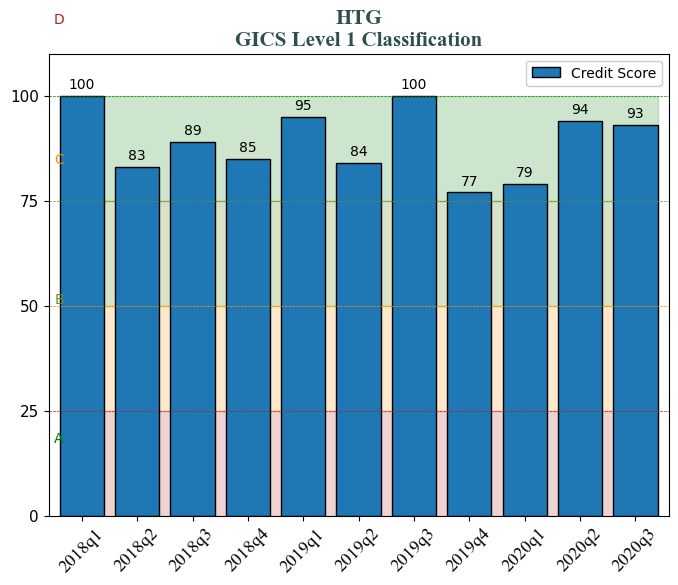 D
HTG
GICS Level 1 Classification
Credit Score
100
83
89
85
95
84
100
77
79
94
93
100
75
50
25
0
C
B
A
2018q1
2018q2
2018q3
2018q4
2019q1
2019q2
2019q3
2019q4
2020q1
2020q2
2020q3